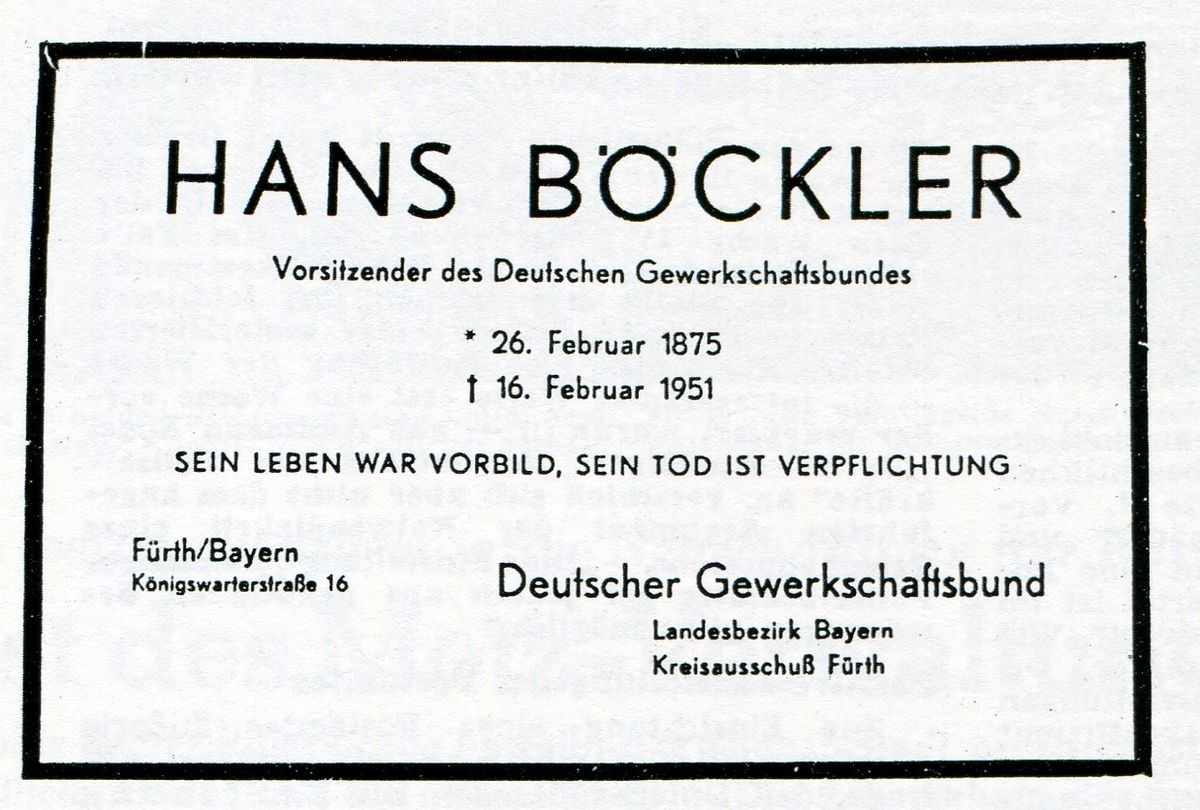 HANS BÖCKLER
Vorsitzender des Deutschen Gewerkschaftsbundes
* 26. Februar 1875
† 16. Februar 1951
SEIN LEBEN WAR VORBILD, SEIN TOD IST VERPFLICHTUNG
Fürth/Bayern
Königswarterstraße 16
Deutscher Gewerkschaftsbund
Landesbezirk Bayern
Kreisausschuß Fürth